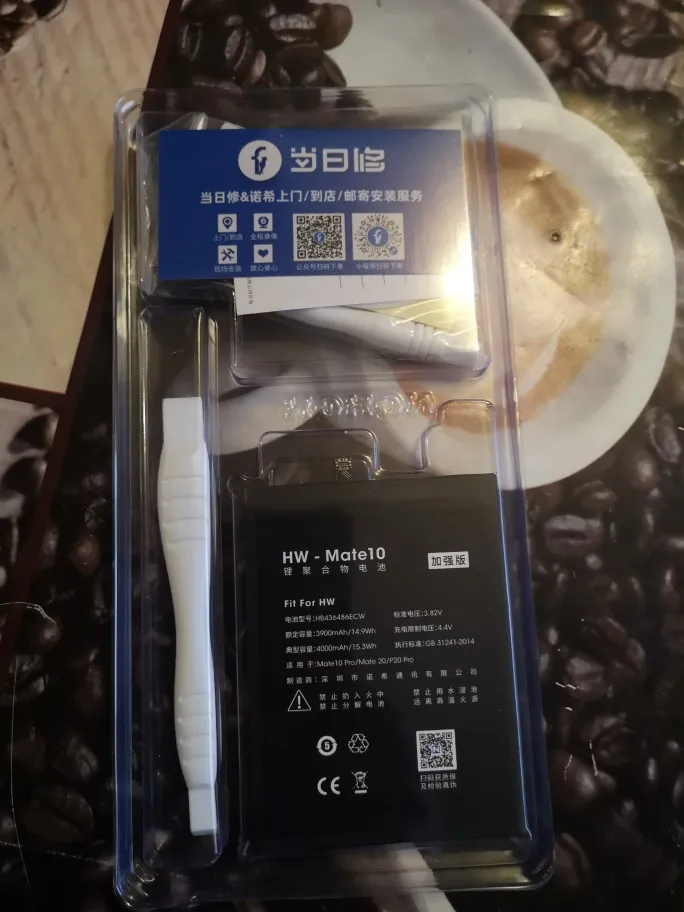 当日修
当日修&诺希上门/到店/邮寄安装服务
上门/到店
全程录像
现场安装
放心省心
公众号扫码下单
小程序扫码下单
HW - Mate10
锂聚合物电池
加强版
Fit For HW
电池型号:HB436486ECW
标准电压:3.82V
额定容量:3900mAh/14.9Wh
充电限制电压:4.4V
典型容量:4000mAh/15.3Wh
执行标准:GB 31241-2014
适用于:Mate10 Pro/Mate 20/P20 Pro
制造商:深圳市诺希通讯有限公司
禁止扔入火中
禁止分解电池
禁止用水浸泡
远离高温火源
5
CE
扫码获质保
及检验真伪